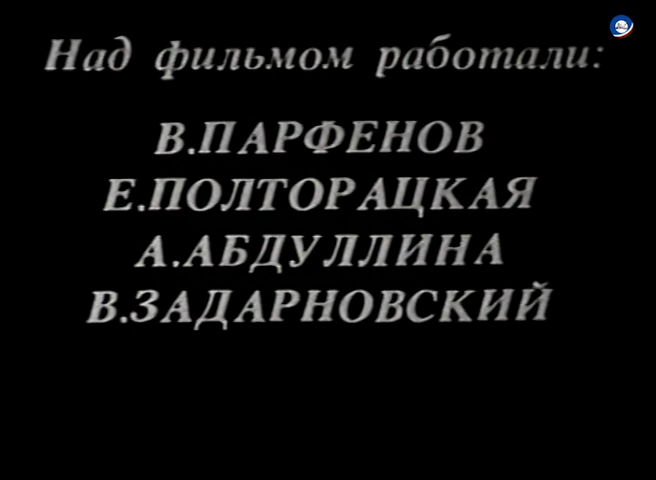 Над фильмом работали:
В.ПАРФЕНОВ
Е.ПОЛТОРАЦКАЯ
А.АБДУЛЛИНА
В.ЗАДАРНОВСКИЙ